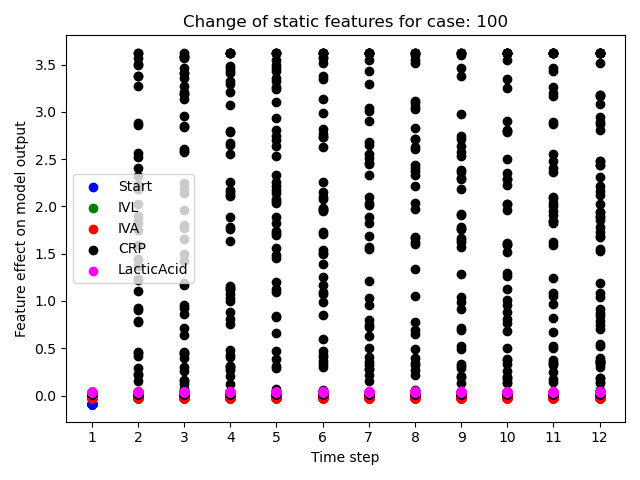 Change of static features for case: 100
Feature effect on model output
3.5
3.0
2.5
2.0
1.5
1.0
0.5
0.0
Start
IVL
IVA
CRP
LacticAcid
1 2 3 4 5 6 7 8 9 10 11 12
Time step